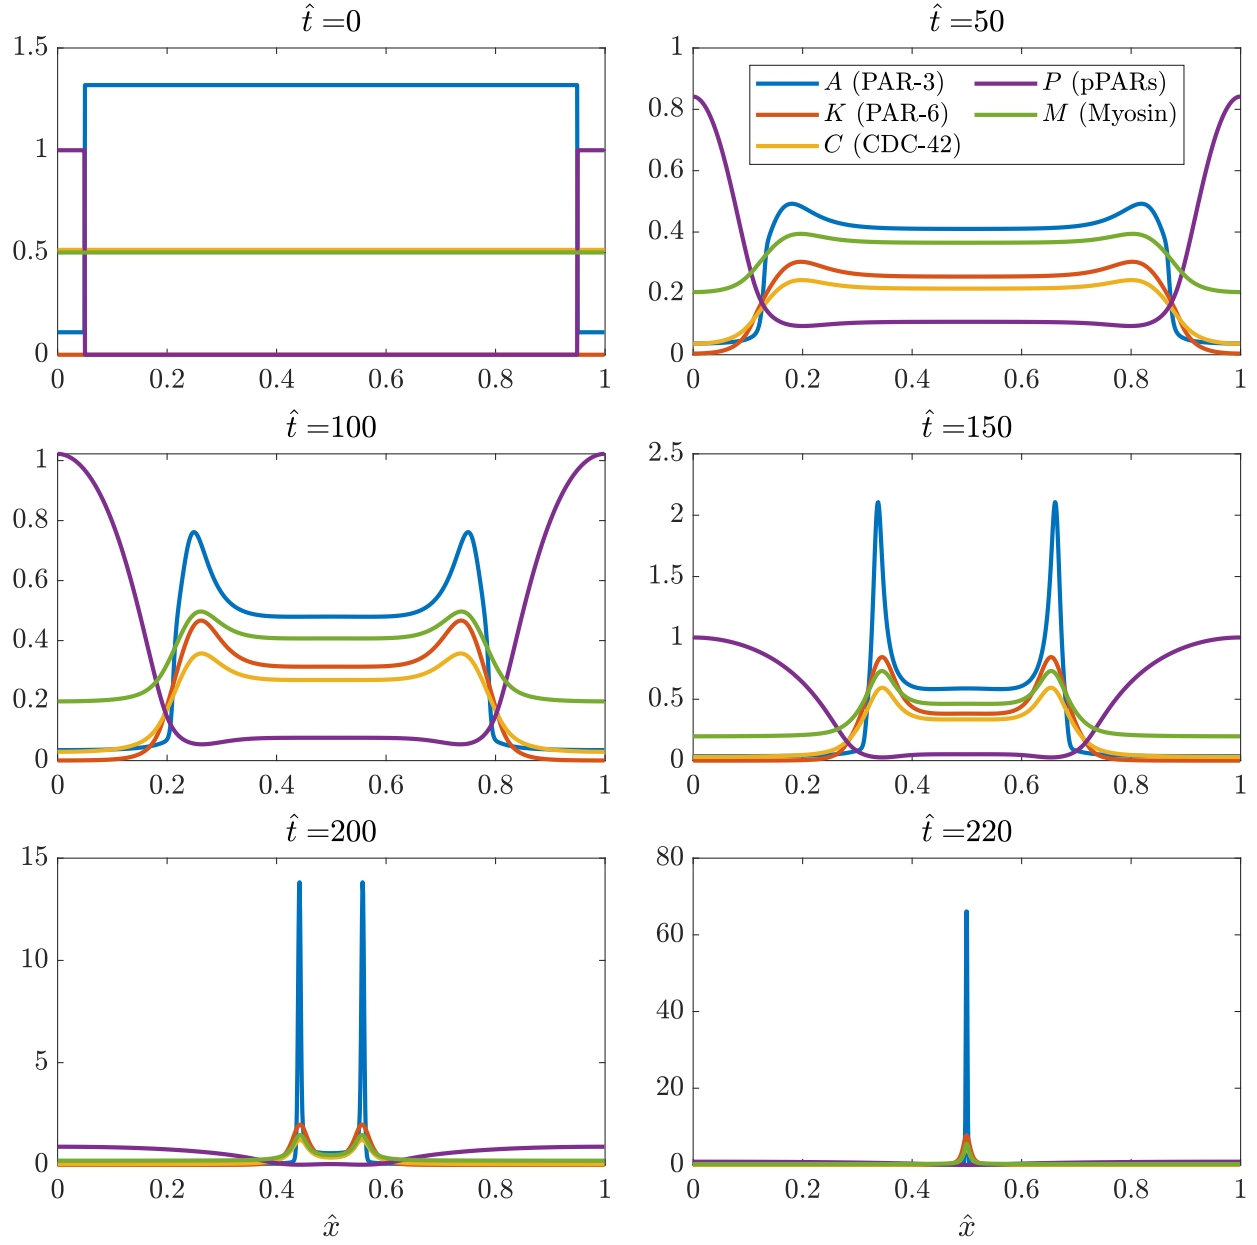 t̂ =0
1.5
1
0.5
0
0 0.2 0.4 0.6 0.8 1
t̂ =50
1
0.8
0.6
0.4
0.2
0
A (PAR-3) P (pPARs)
K (PAR-6) M (Myosin)
C (CDC-42)
0 0.2 0.4 0.6 0.8 1
t̂ =100
1
0.8
0.6
0.4
0.2
0
0 0.2 0.4 0.6 0.8 1
t̂ =150
2.5
2
1.5
1
0.5
0
0 0.2 0.4 0.6 0.8 1
t̂ =200
15
10
5
0
0 0.2 0.4 0.6 0.8 1
x̂
t̂ =220
80
60
40
20
0
0 0.2 0.4 0.6 0.8 1
x̂